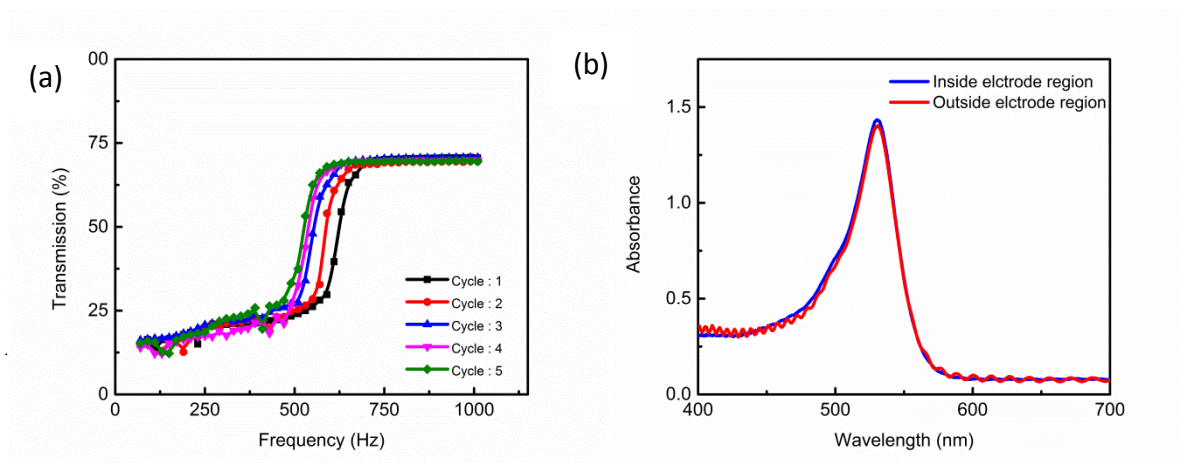 (a)
00
75
50
25
00
Transmission (%)
0
250
500
750
1000
Frequency (Hz)
Cycle : 1
Cycle : 2
Cycle : 3
Cycle : 4
Cycle : 5
(b)
1.5
1.0
0.5
0.0
Absorbance
400
500
600
700
Wavelength (nm)
Inside elctrode region
Outside elctrode region